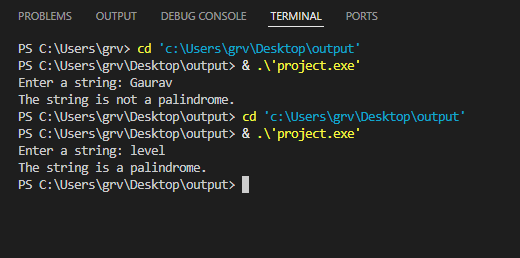 PROBLEMS OUTPUT DEBUG CONSOLE TERMINAL PORTS
PS C:\Users\grv> cd 'c:\Users\grv\Desktop\output'
PS C:\Users\grv\Desktop\output> & .\'project.exe'
Enter a string: Gaurav
The string is not a palindrome.
PS C:\Users\grv\Desktop\output> cd 'c:\Users\grv\Desktop\output'
PS C:\Users\grv\Desktop\output> & .\'project.exe'
Enter a string: level
The string is a palindrome.
PS C:\Users\grv\Desktop\output>